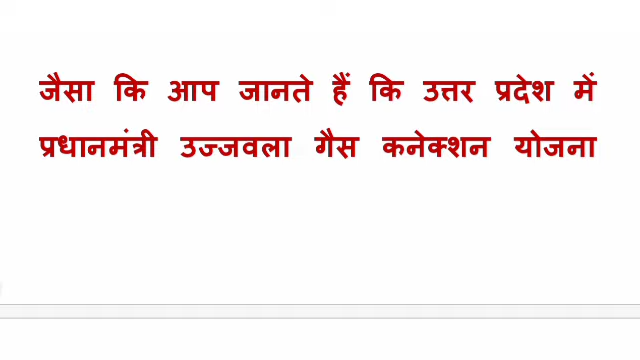 जैसा कि आप जानते हैं कि उत्तर प्रदेश में
प्रधानमंत्री उज्जवला गैस कनेक्शन योजना